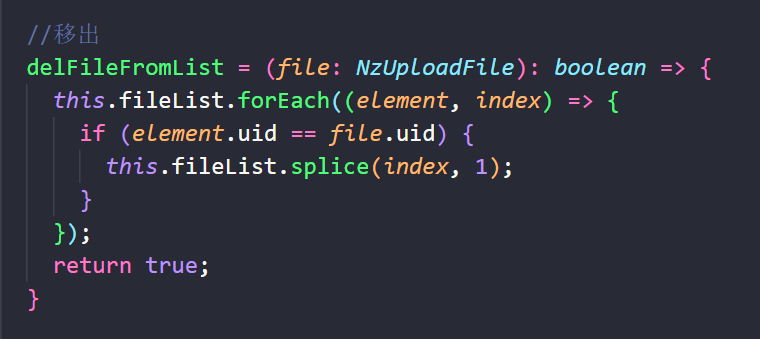 //移出
delFileFromList = (file: NzUploadFile): boolean => {
  this.fileList.forEach((element, index) => {
    if (element.uid == file.uid) {
      this.fileList.splice(index, 1);
    }
  });
  return true;
}